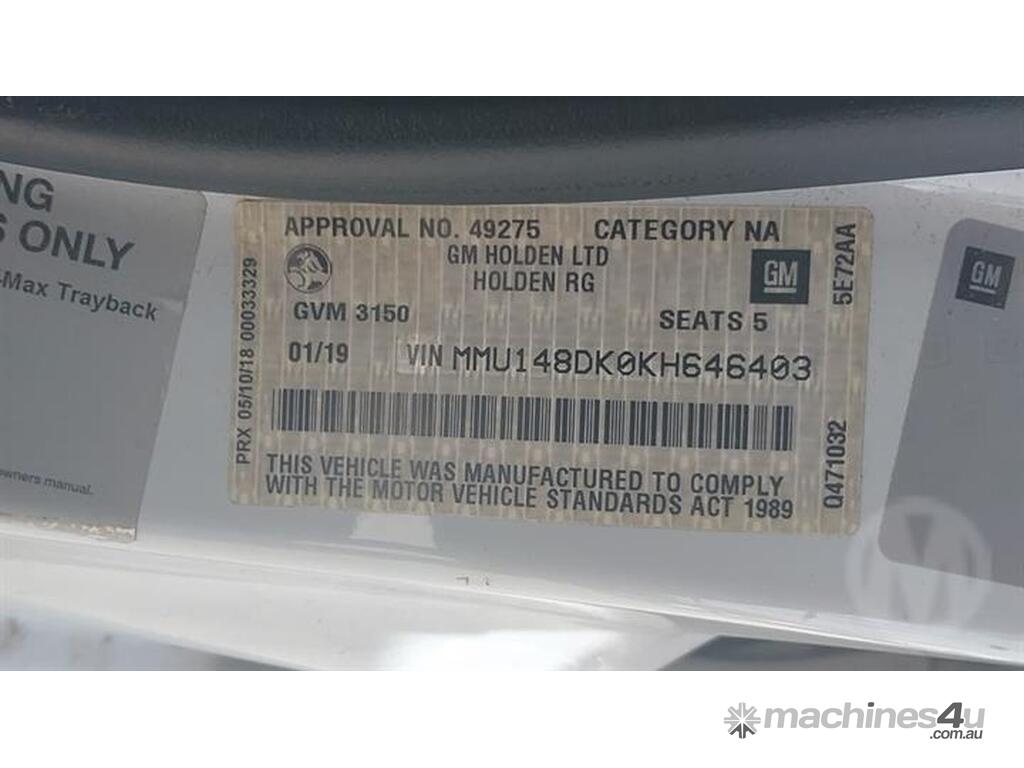 NG
S ONLY
-Max Trayback
owners manual.
APPROVAL NO. 49275 CATEGORY NA
GM HOLDEN LTD
HOLDEN RG
GM
GVM 3150
SEATS 5
01/19 VIN MMU148DK0KH646403
THIS VEHICLE WAS MANUFACTURED TO COMPLY
WITH THE MOTOR VEHICLE STANDARDS ACT 1989
PRX 05/10/18 00033329
5E72AA
Q471032
GM
M
machines4u
.com.au